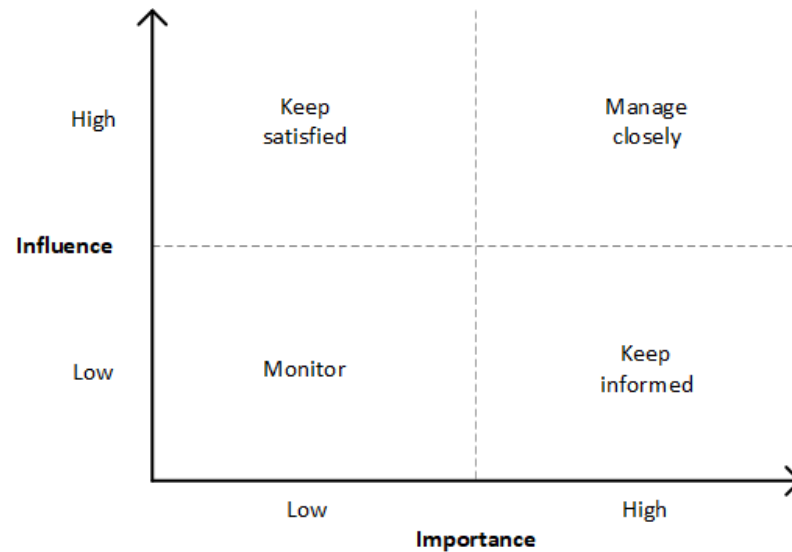 High
Keep
satisfied
Manage
closely
Influence
Low
Monitor
Keep
informed
Low
High
Importance